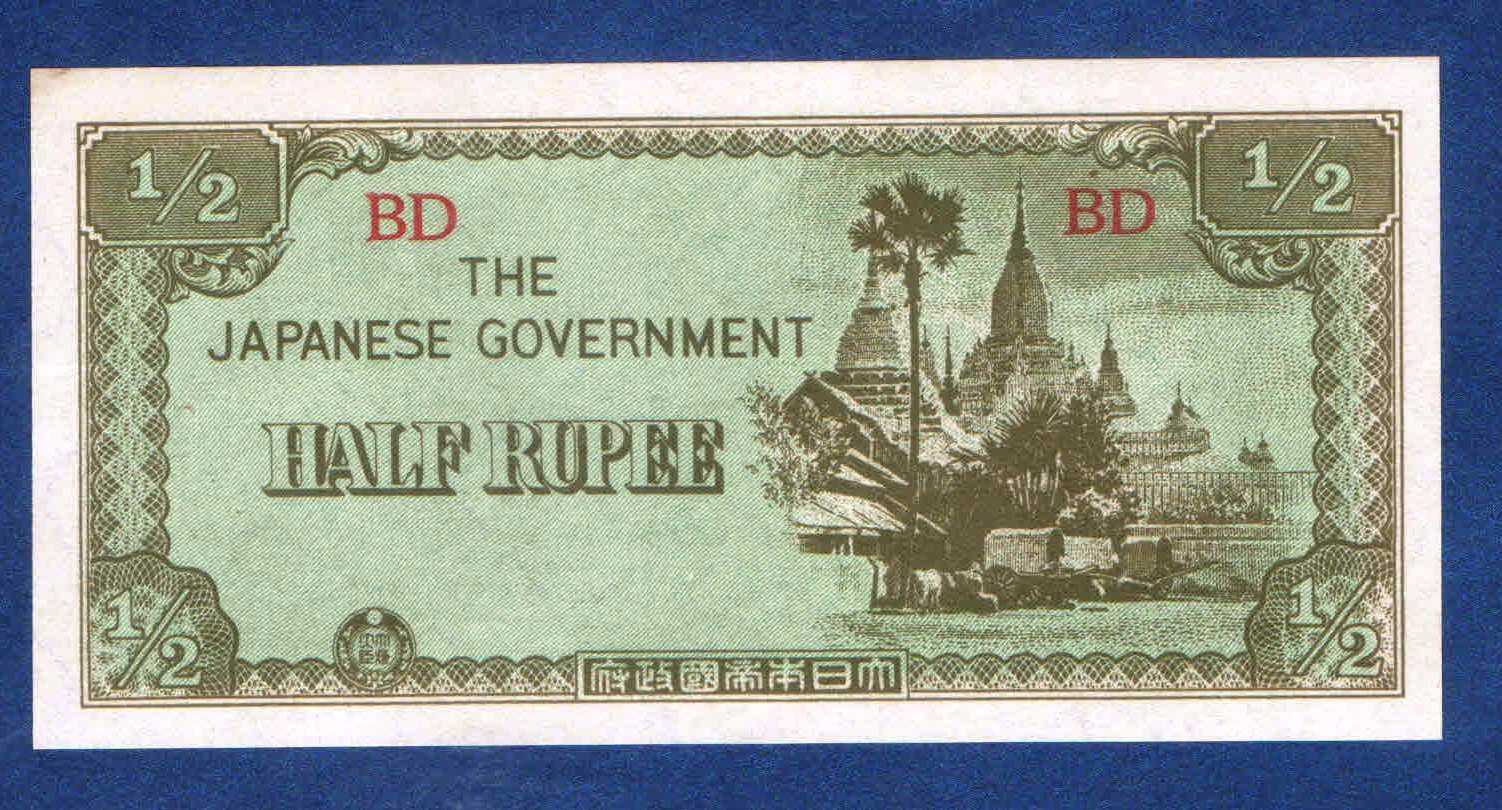 1/2
1/2
BD
BD
THE
JAPANESE GOVERNMENT
HALF RUPEE
1/2
1/2
府政國帝本日大